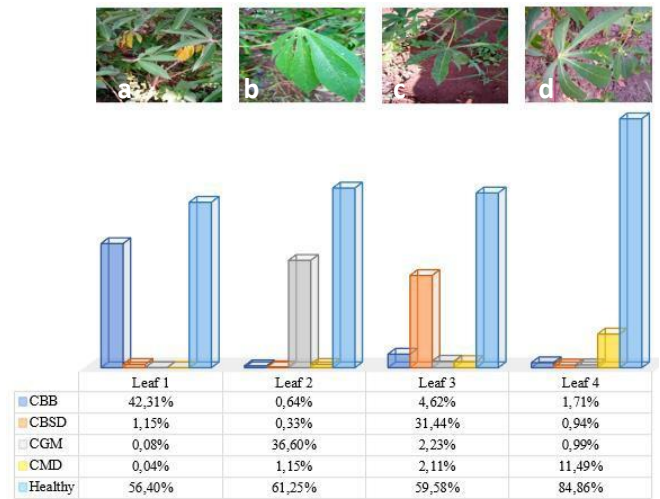 a b c d
Leaf 1 Leaf 2 Leaf 3 Leaf 4
CBB 42,31% 0,64% 4,62% 1,71%
CBSD 1,15% 0,33% 31,44% 0,94%
CGM 0,08% 36,60% 2,23% 0,99%
CMD 0,04% 1,15% 2,11% 11,49%
Healthy 56,40% 61,25% 59,58% 84,86%